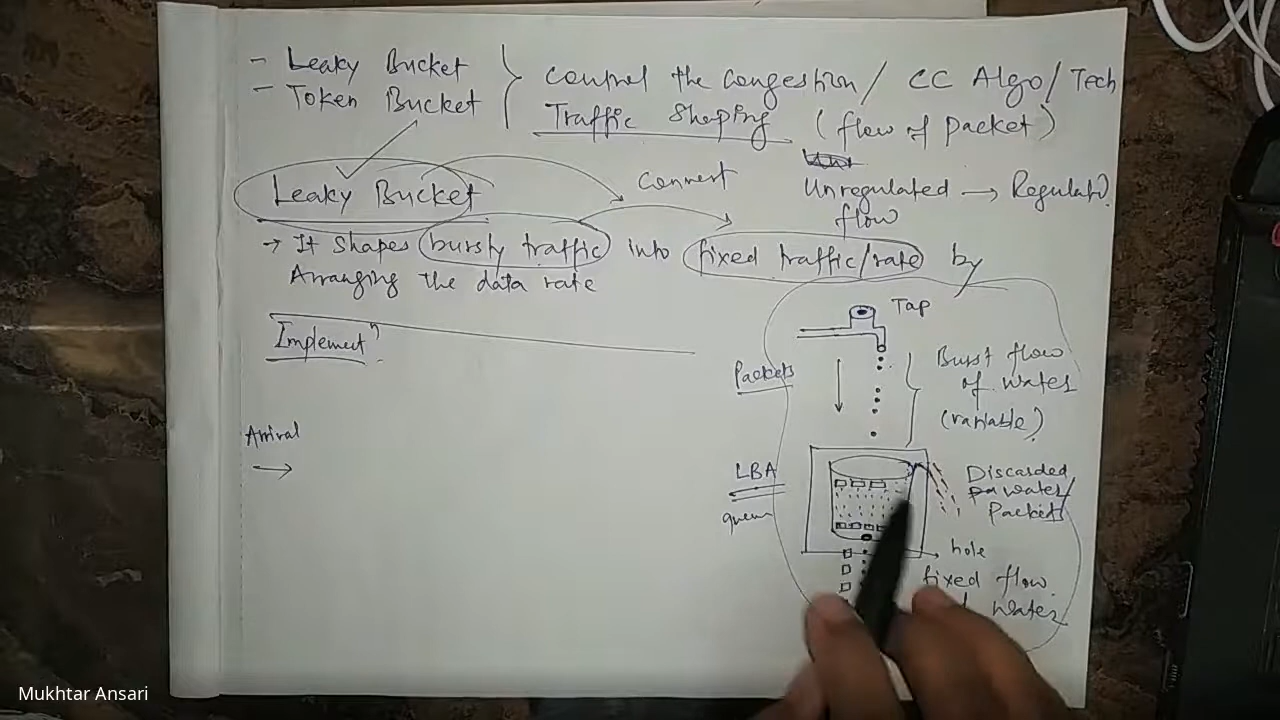 - Leaky Bucket
- Token Bucket
control the congestion / CC Algo/Tech
Traffic Shaping (flow of packet)
Leaky Bucket
convert
Unregulated → Regulated
flow
→ It shapes bursty traffic into fixed traffic/rate by
Arranging the data rate
Implement
Tap
Packets
Burst flow
of water
(variable)
Arrival
→
LBA
queue
Discarded
water/
Packets
hole
fixed flow
water
Mukhtar Ansari